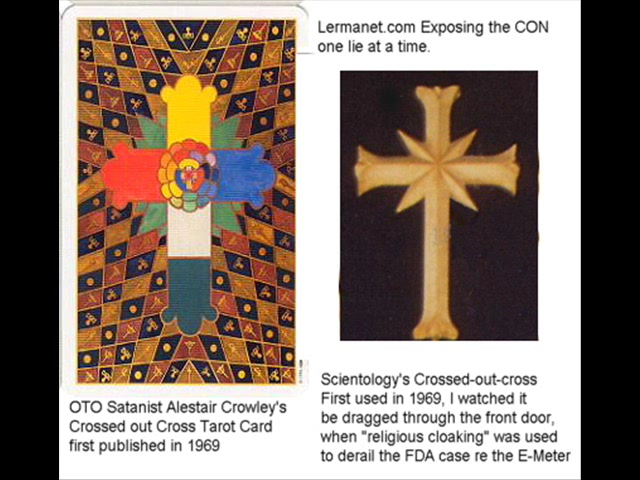 Lermanet.com Exposing the CON
one lie at a time.
OTO Satanist Alestair Crowley's
Crossed out Cross Tarot Card
first published in 1969
Scientology's Crossed-out-cross
First used in 1969, I watched it
be dragged through the front door,
when "religious cloaking" was used
to derail the FDA case re the E-Meter